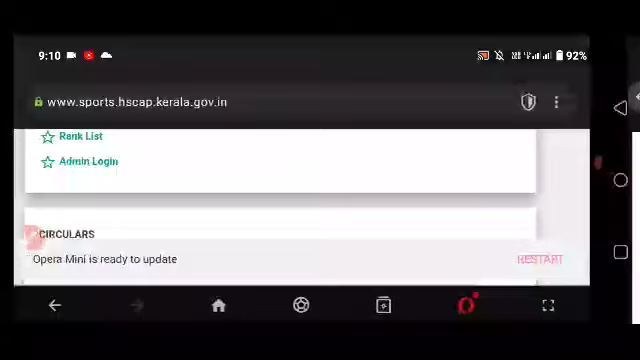 9:10 92%
www.sports.hscap.kerala.gov.in
Rank List
Admin Login
CIRCULARS
Opera Mini is ready to update RESTART